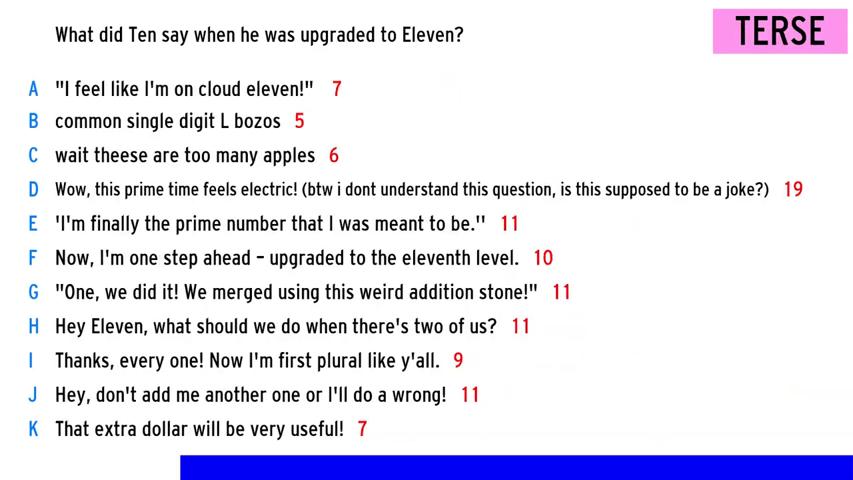 What did Ten say when he was upgraded to Eleven?
TERSE
A "I feel like I'm on cloud eleven!" 7
B common single digit L bozos 5
C wait theese are too many apples 6
D Wow, this prime time feels electric! (btw i dont understand this question, is this supposed to be a joke?) 19
E 'I'm finally the prime number that I was meant to be.'' 11
F Now, I'm one step ahead – upgraded to the eleventh level. 10
G "One, we did it! We merged using this weird addition stone!" 11
H Hey Eleven, what should we do when there's two of us? 11
I Thanks, every one! Now I'm first plural like y'all. 9
J Hey, don't add me another one or I'll do a wrong! 11
K That extra dollar will be very useful! 7